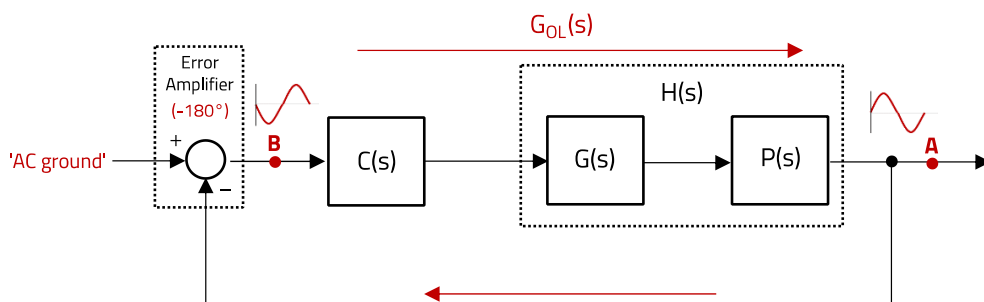 G_OL(s)
Error
Amplifier
(-180°)
H(s)
+
B
A
'AC ground'
C(s)
G(s)
P(s)
−